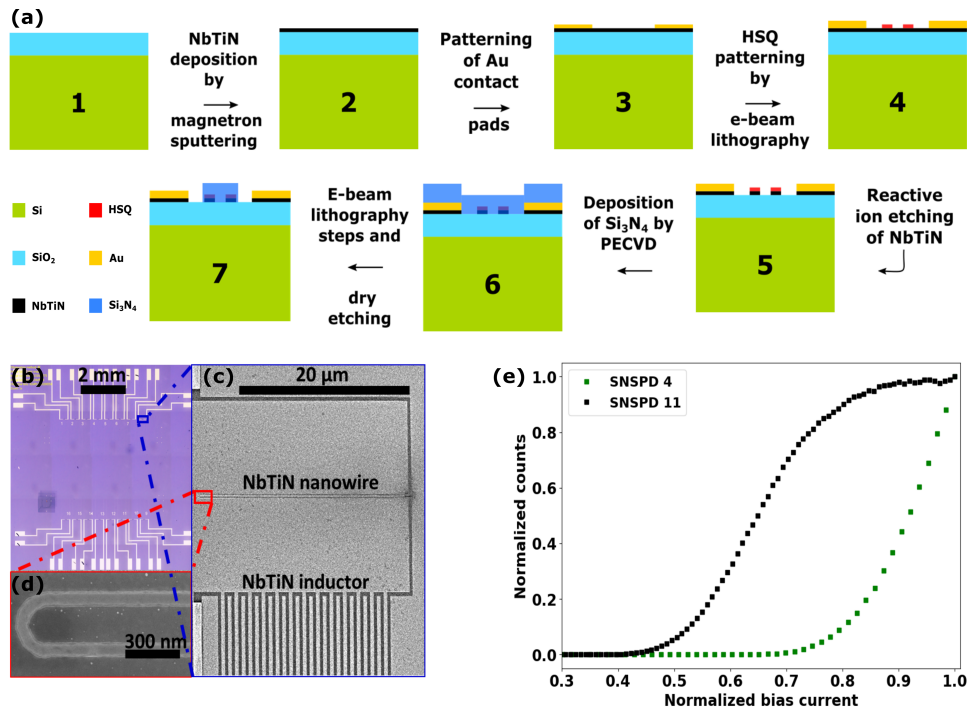 (a)
NbTiN
deposition
by
magnetron
sputtering
Patterning
of Au
contact
pads
HSQ
patterning
by
e-beam
lithography
1
2
3
4
Reactive
ion etching
of NbTiN
5
Deposition
of Si₃N₄ by
PECVD
6
E-beam
lithography
steps and
dry
etching
7
Si
HSQ
SiO₂
Au
NbTiN
Si₃N₄
(b)
2 mm
(c)
20 μm
NbTiN nanowire
NbTiN inductor
(d)
300 nm
(e)
SNSPD 4
SNSPD 11
Normalized counts
1.0
0.8
0.6
0.4
0.2
0.0
0.3 0.4 0.5 0.6 0.7 0.8 0.9 1.0
Normalized bias current